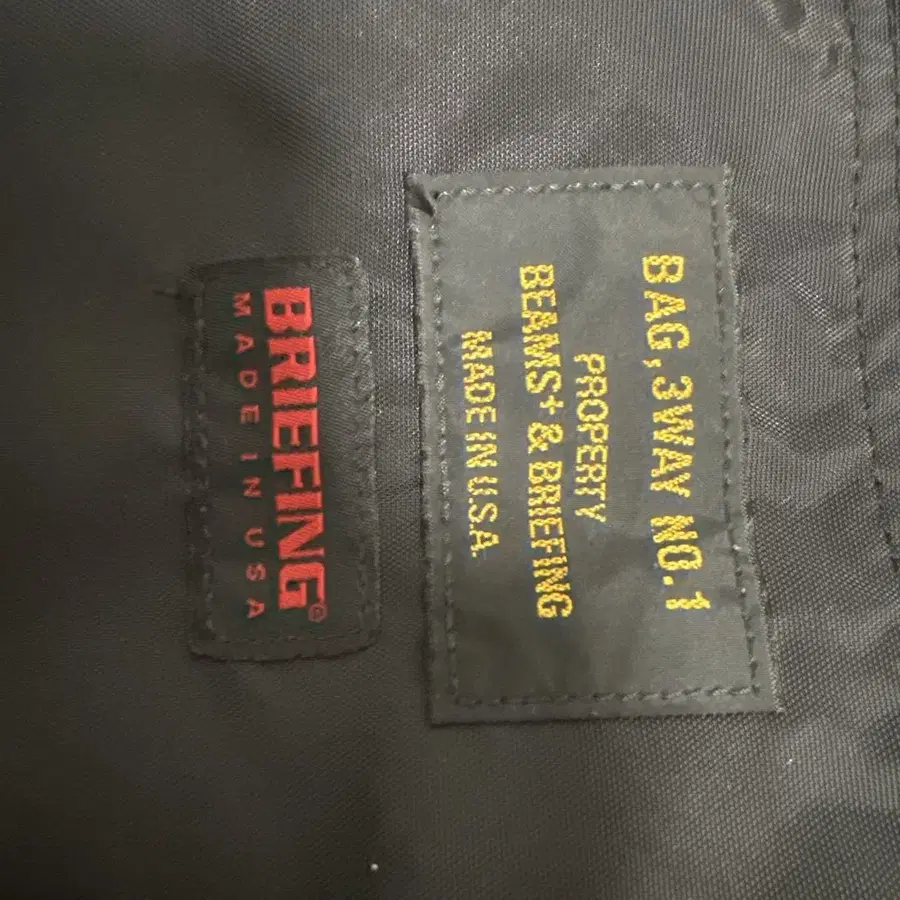 BAG, 3WAY NO.1
PROPERTY
BEAMS+ & BRIEFING
MADE IN U.S.A.
BRIEFING®
MADE IN USA